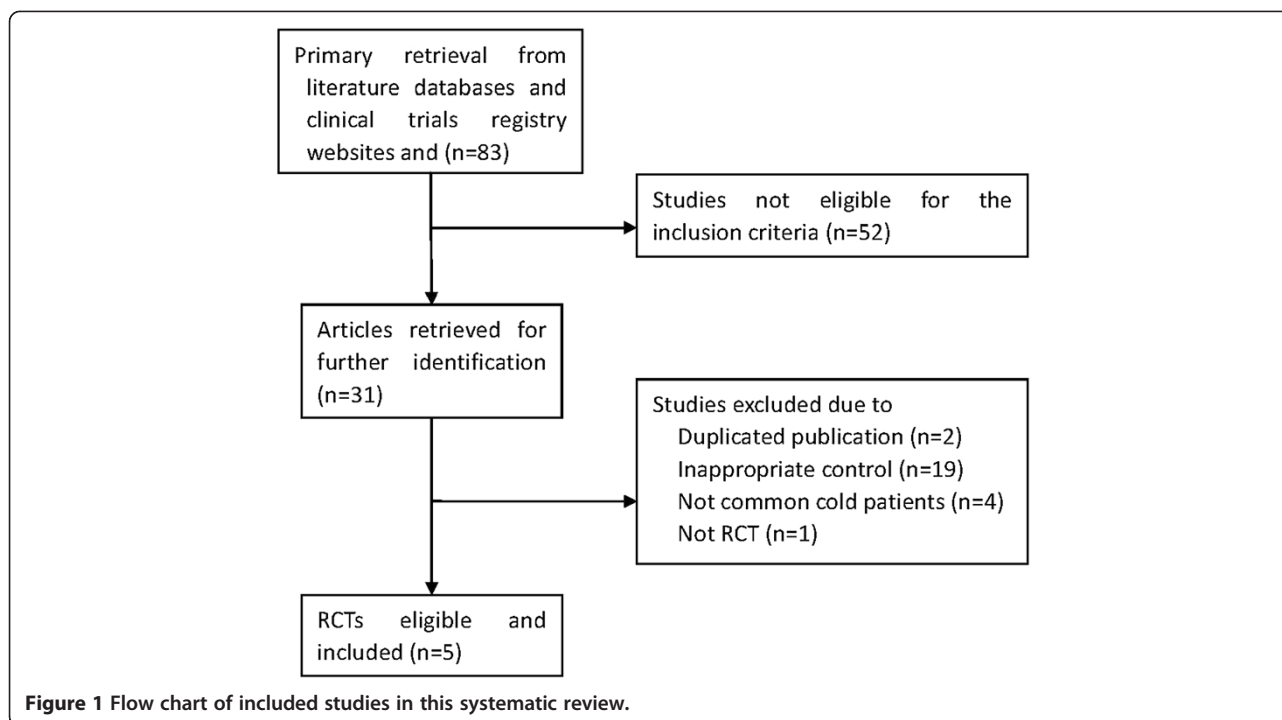 Primary retrieval from
literature databases and
clinical trials registry
websites and (n=83)
Studies not eligible for the
inclusion criteria (n=52)
Articles retrieved for
further identification
(n=31)
Studies excluded due to
Duplicated publication (n=2)
Inappropriate control (n=19)
Not common cold patients (n=4)
Not RCT (n=1)
RCTs eligible and
included (n=5)
Figure 1 Flow chart of included studies in this systematic review.